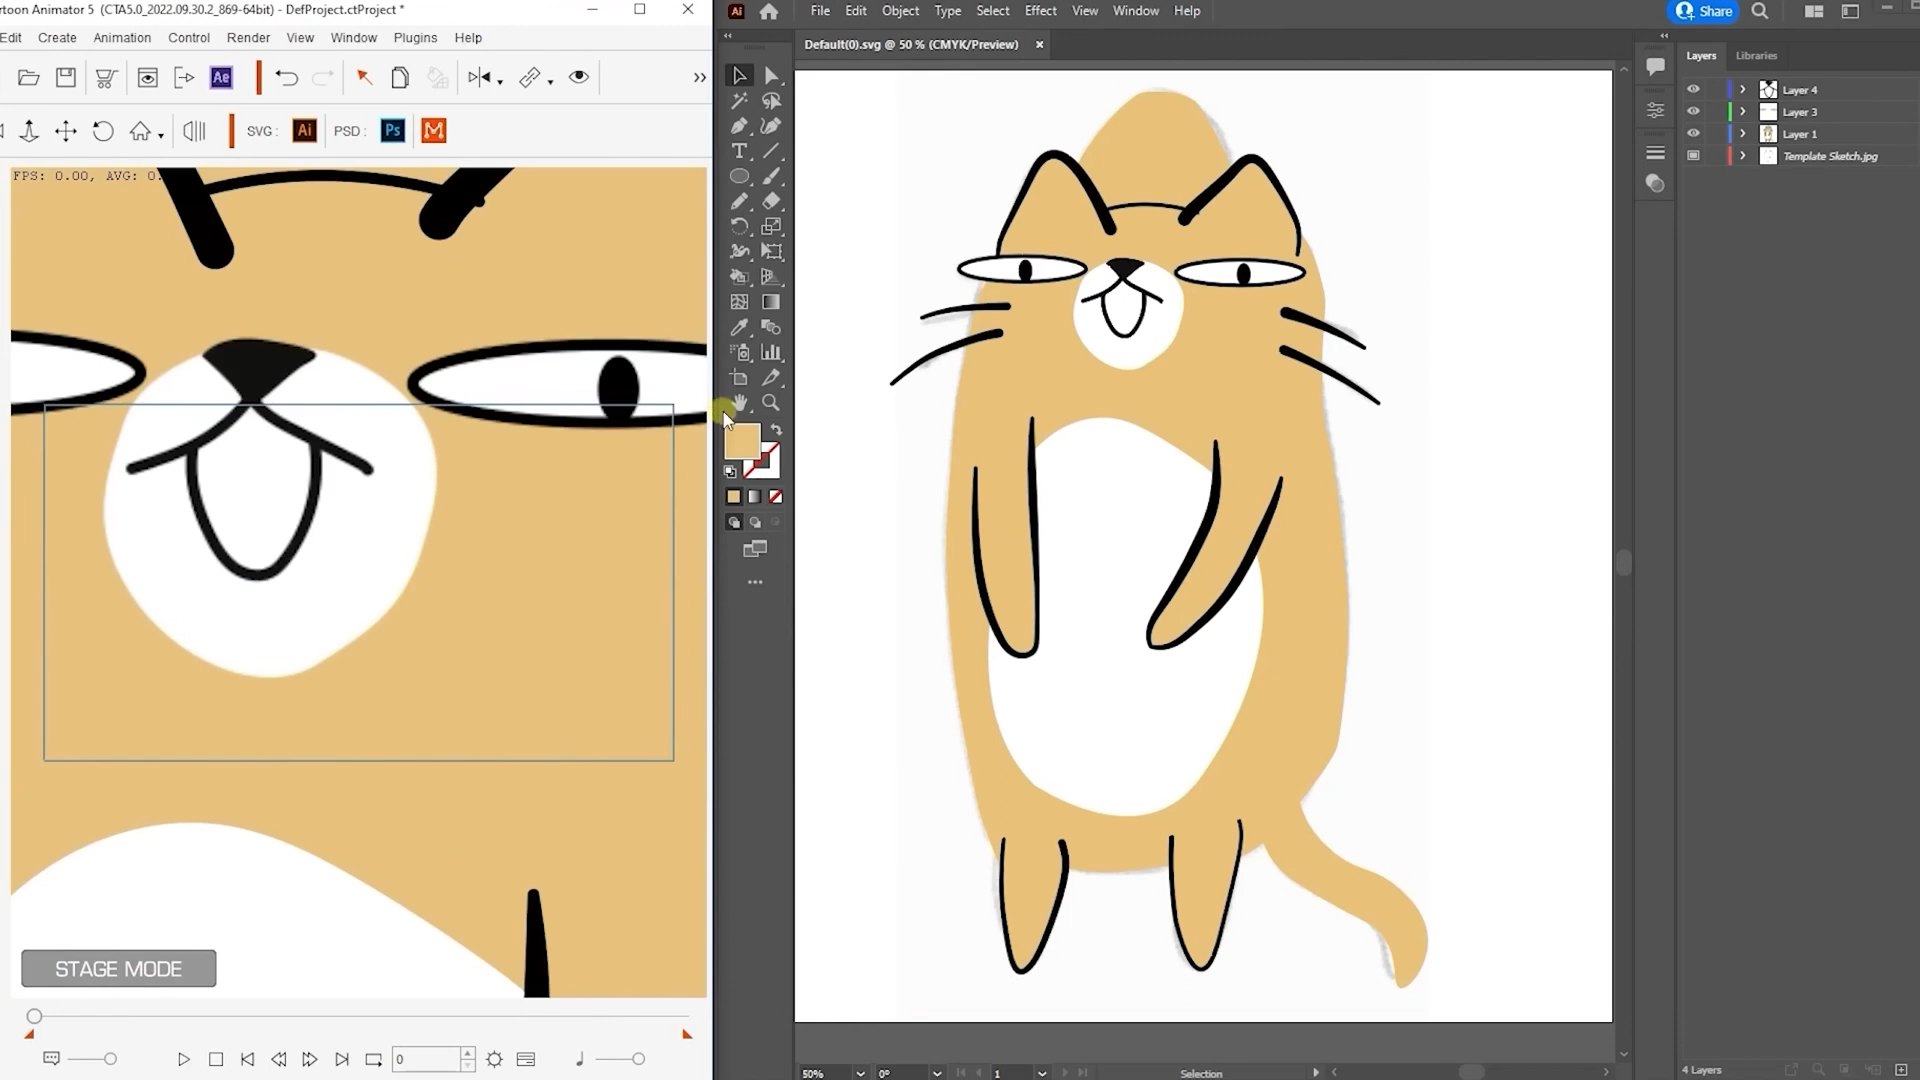 rtoon Animator 5 (CTA5.0_2022.09.30.2_869-64bit) - DefProject.ctProject *
Edit Create Animation Control Render View Window Plugins Help
Ae
SVG : Ai PSD : Ps
FPS: 0.00, AVG: 0.
STAGE MODE
0
Ai File Edit Object Type Select Effect View Window Help Share
Default(0).svg @ 50 % (CMYK/Preview)
T
50% 0° 1 Selection
Layers Libraries
Layer 4
Layer 3
Layer 1
Template Sketch.jpg
4 Layers